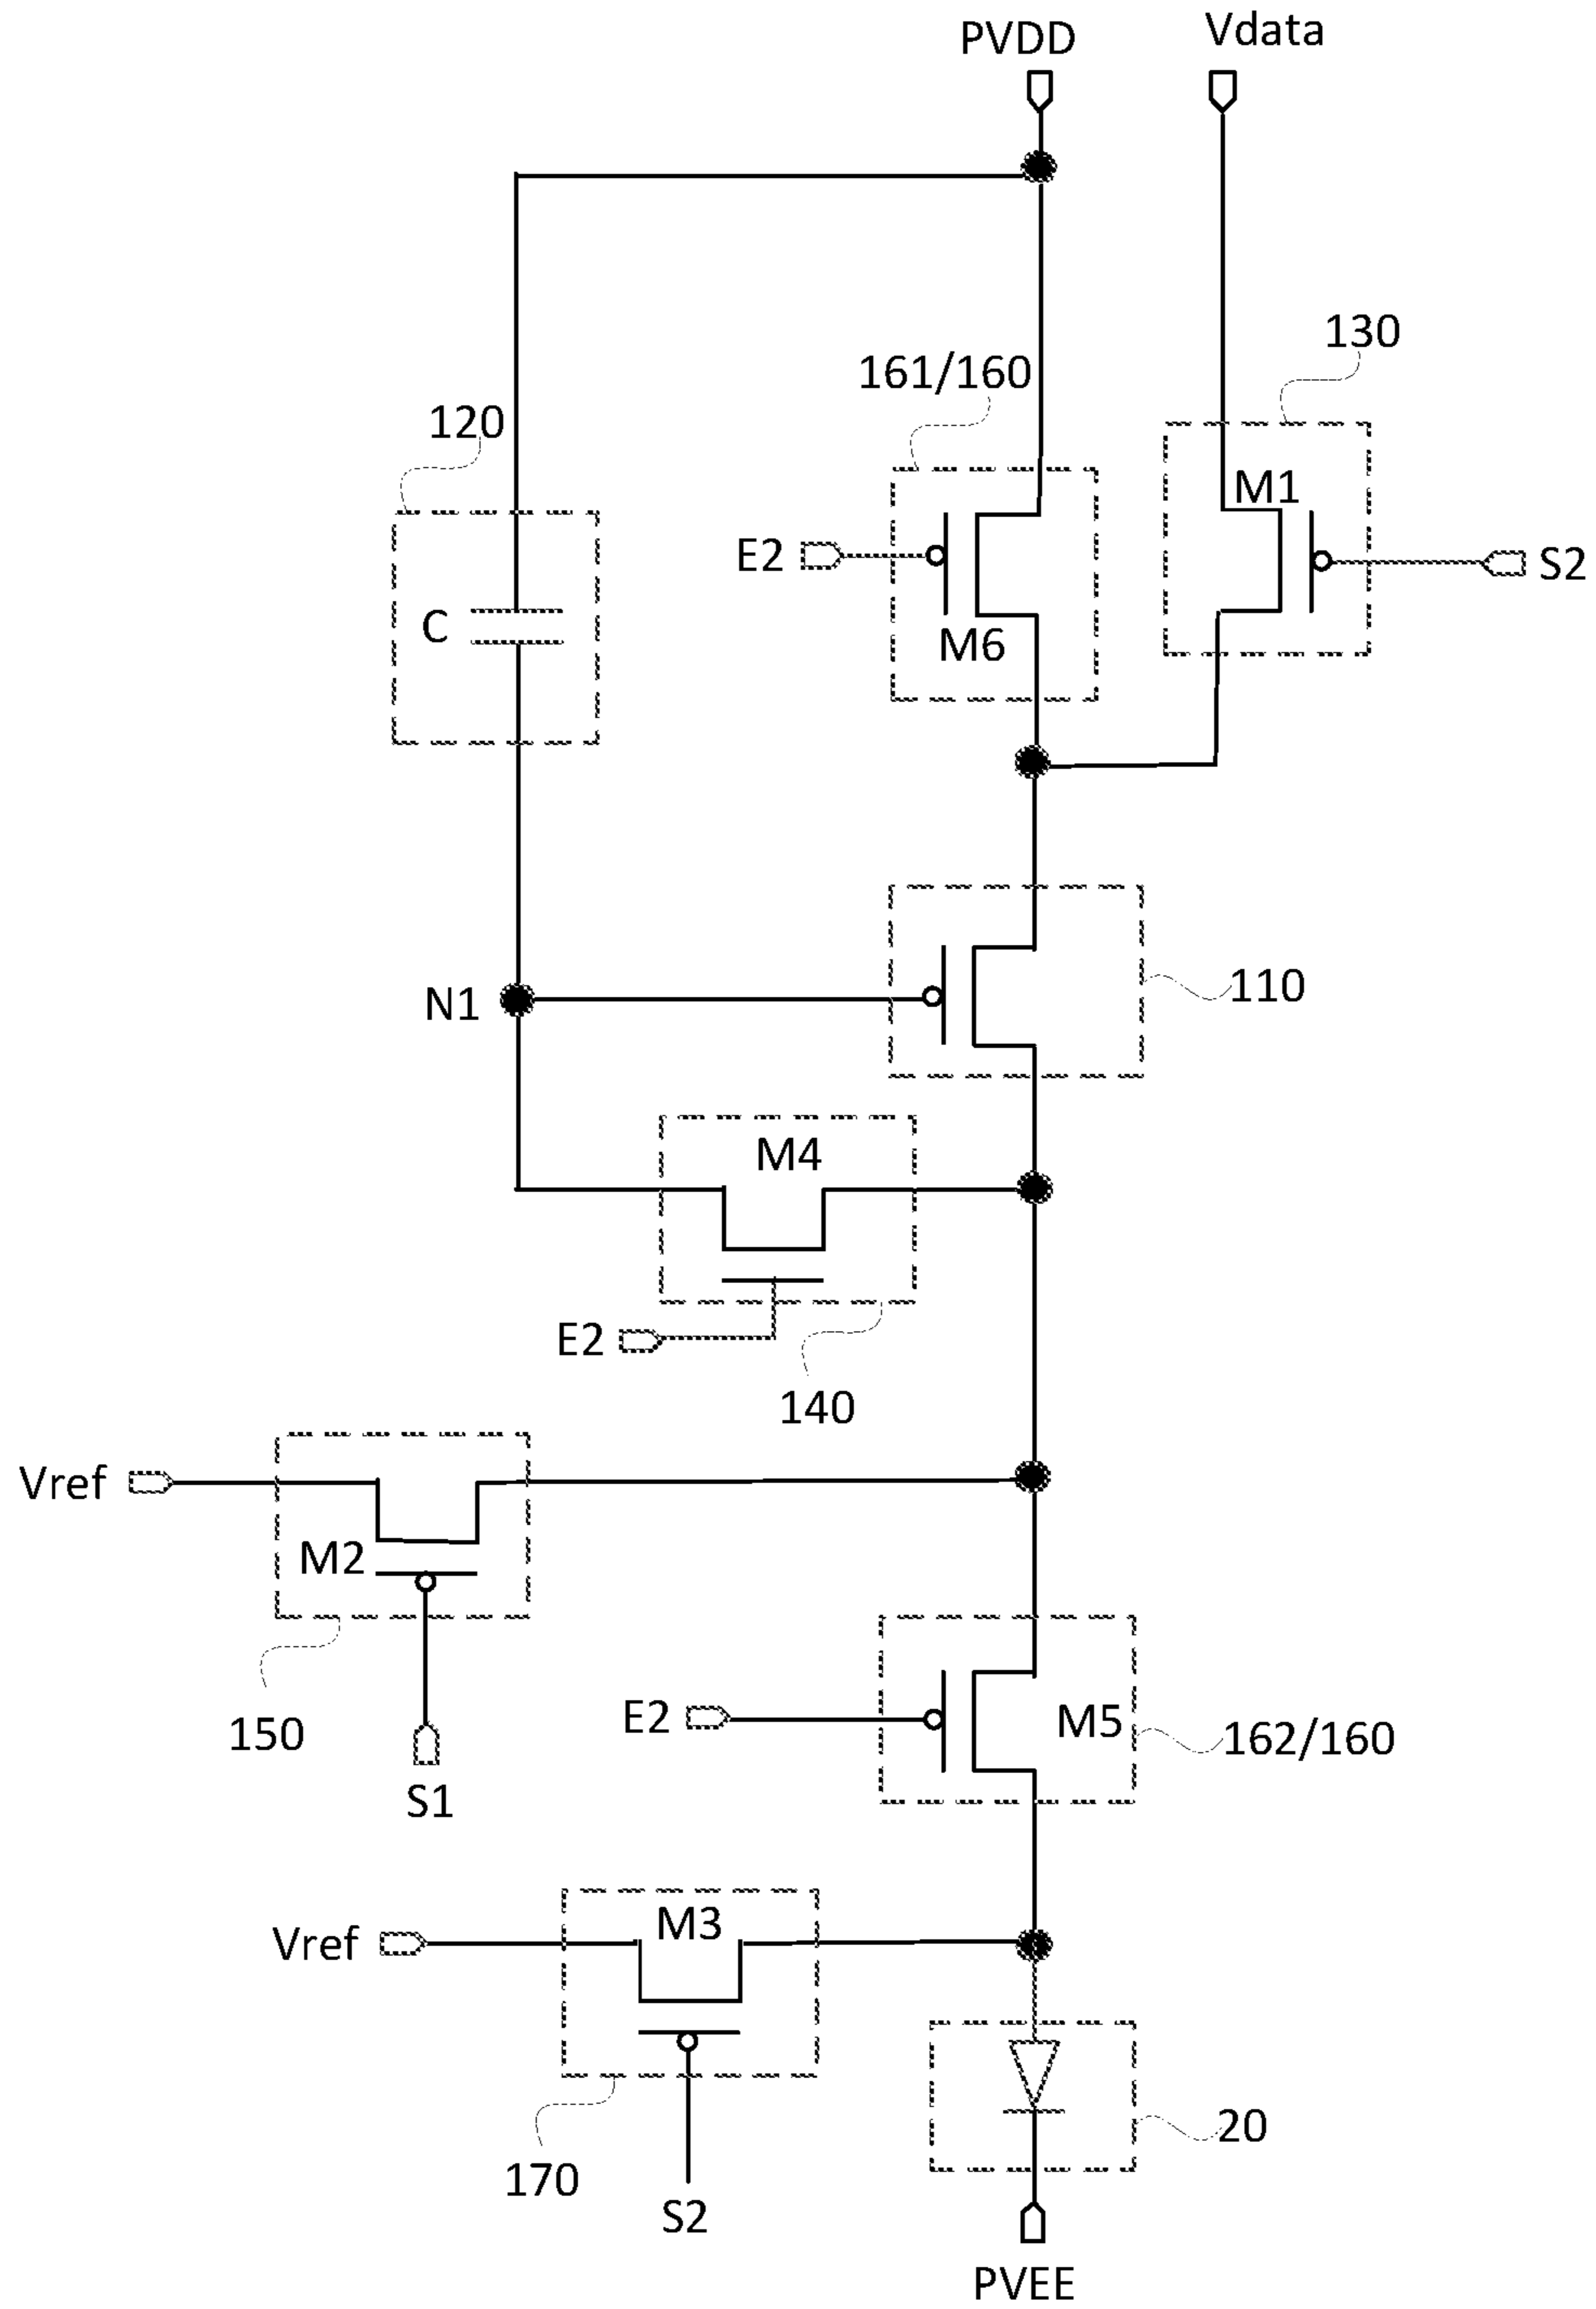 PVDD
Vdata
130
161/160
120
M1
E2
S2
C
M6
110
N1
M4
E2
140
Vref
M2
E2
M5
150
162/160
S1
M3
Vref
20
170
S2
PVEE